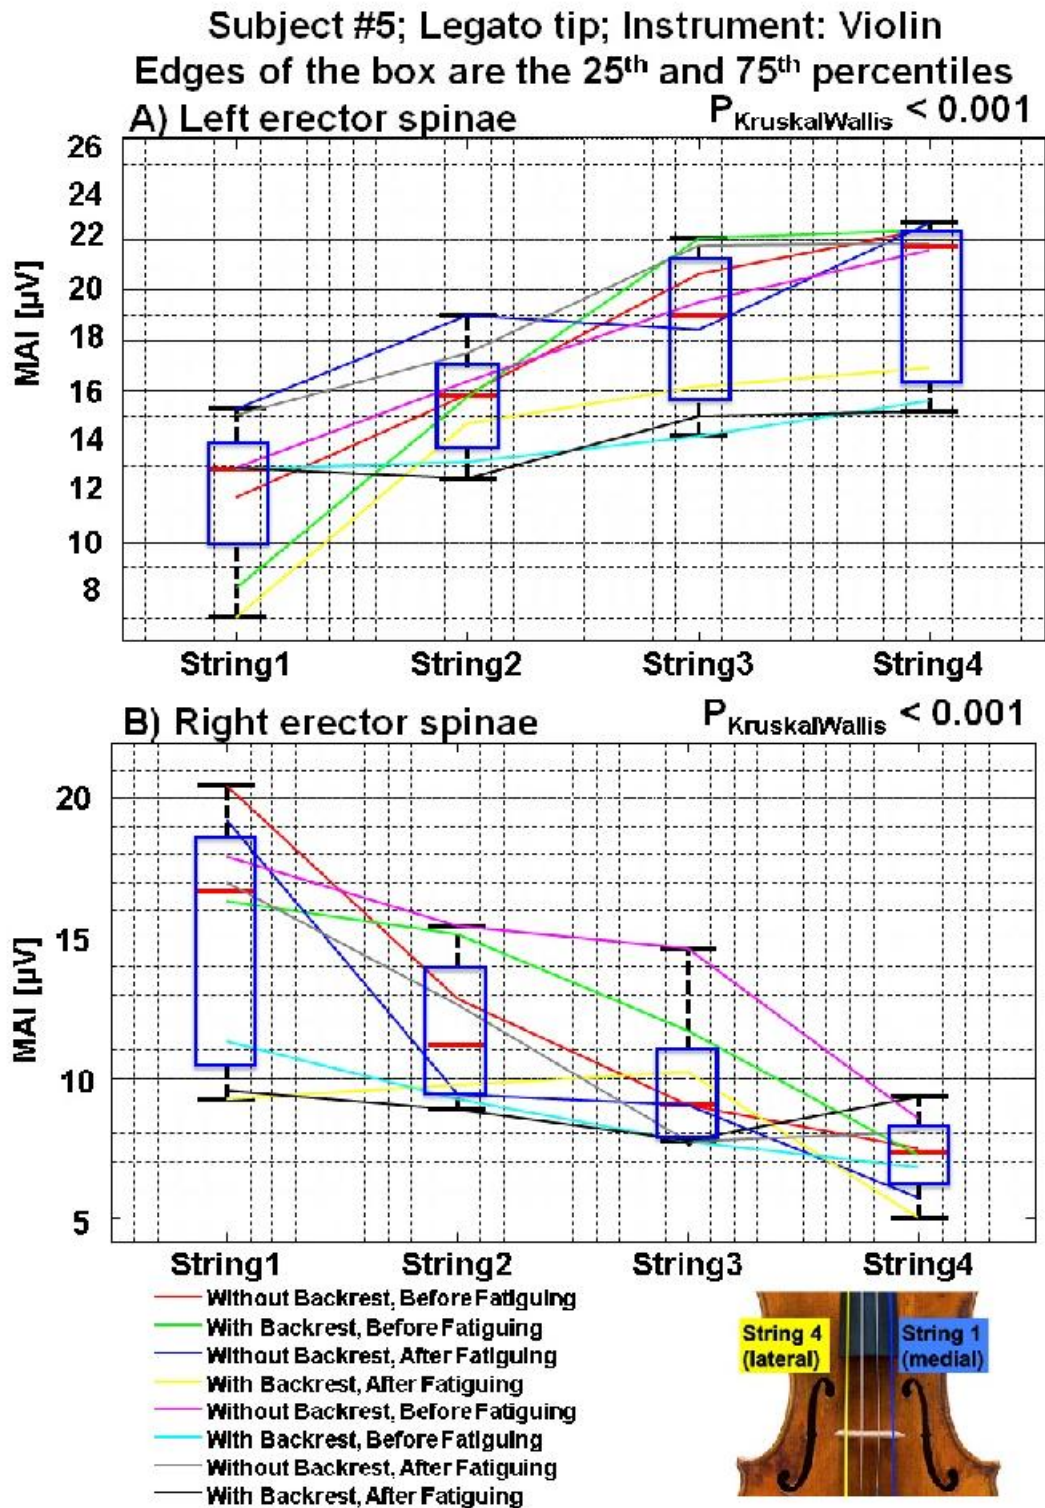 Subject #5; Legato tip; Instrument: Violin
Edges of the box are the 25th and 75th percentiles
A) Left erector spinae
PKruskalWallis < 0.001
MAI [µV]
26
24
22
20
18
16
14
12
10
8
String1 String2 String3 String4
B) Right erector spinae
PKruskalWallis < 0.001
MAI [µV]
20
15
10
5
String1 String2 String3 String4
Without Backrest, Before Fatiguing
With Backrest, Before Fatiguing
Without Backrest, After Fatiguing
With Backrest, After Fatiguing
Without Backrest, Before Fatiguing
With Backrest, Before Fatiguing
Without Backrest, After Fatiguing
With Backrest, After Fatiguing
String 4
(lateral)
String 1
(medial)